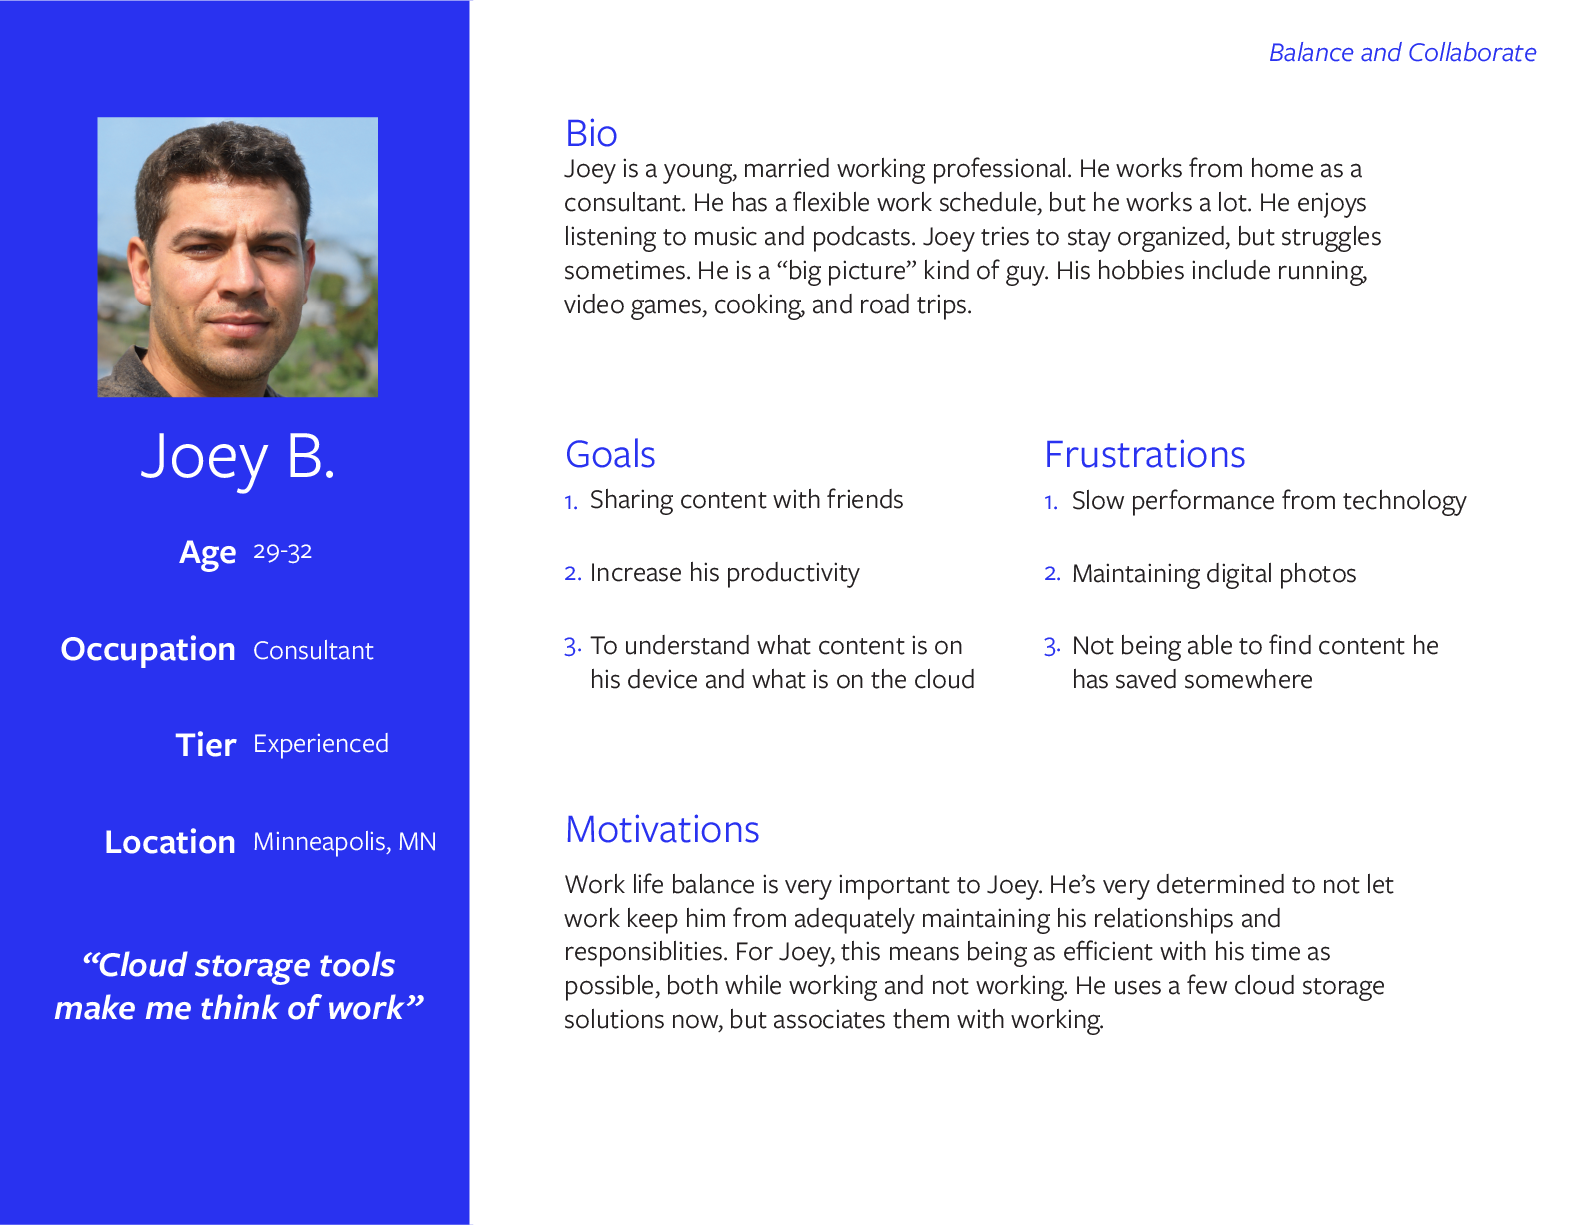 Balance and Collaborate
Joey B.
Age 29-32
Occupation Consultant
Tier Experienced
Location Minneapolis, MN
“Cloud storage tools
make me think of work”
Bio
Joey is a young, married working professional. He works from home as a
consultant. He has a flexible work schedule, but he works a lot. He enjoys
listening to music and podcasts. Joey tries to stay organized, but struggles
sometimes. He is a “big picture” kind of guy. His hobbies include running,
video games, cooking, and road trips.
Goals
1. Sharing content with friends
2. Increase his productivity
3. To understand what content is on
his device and what is on the cloud
Frustrations
1. Slow performance from technology
2. Maintaining digital photos
3. Not being able to find content he
has saved somewhere
Motivations
Work life balance is very important to Joey. He’s very determined to not let
work keep him from adequately maintaining his relationships and
responsiblities. For Joey, this means being as efficient with his time as
possible, both while working and not working. He uses a few cloud storage
solutions now, but associates them with working.